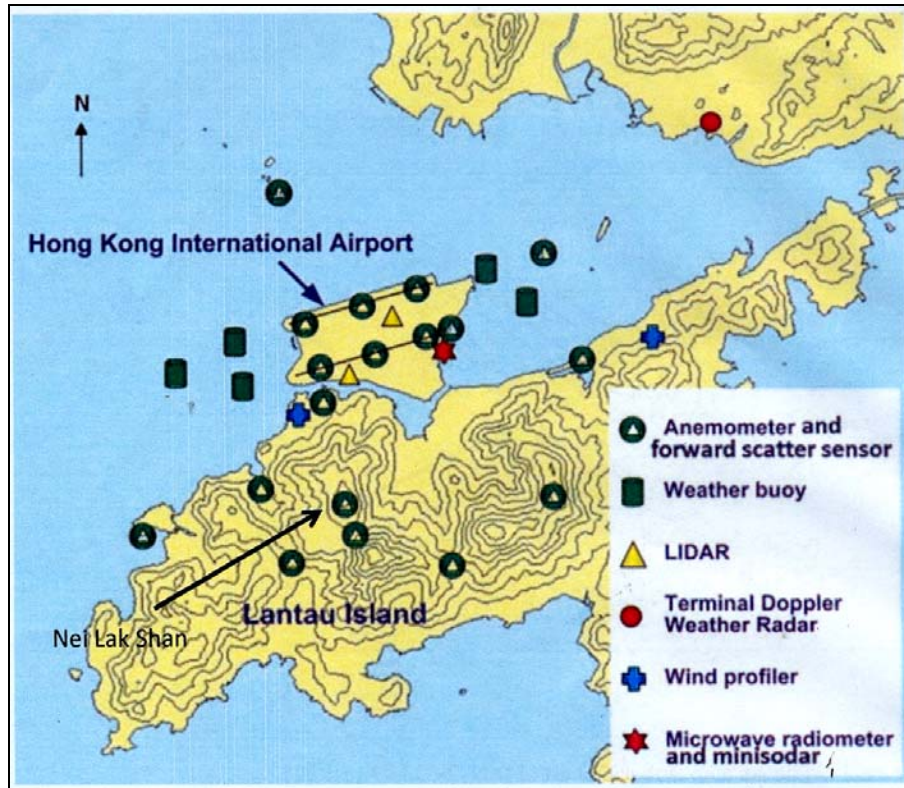 N
Hong Kong International Airport
Anemometer and
forward scatter sensor
Weather buoy
LIDAR
Lantau Island
Terminal Doppler
Weather Radar
Nei Lak Shan
Wind profiler
Microwave radiometer
and minisodar